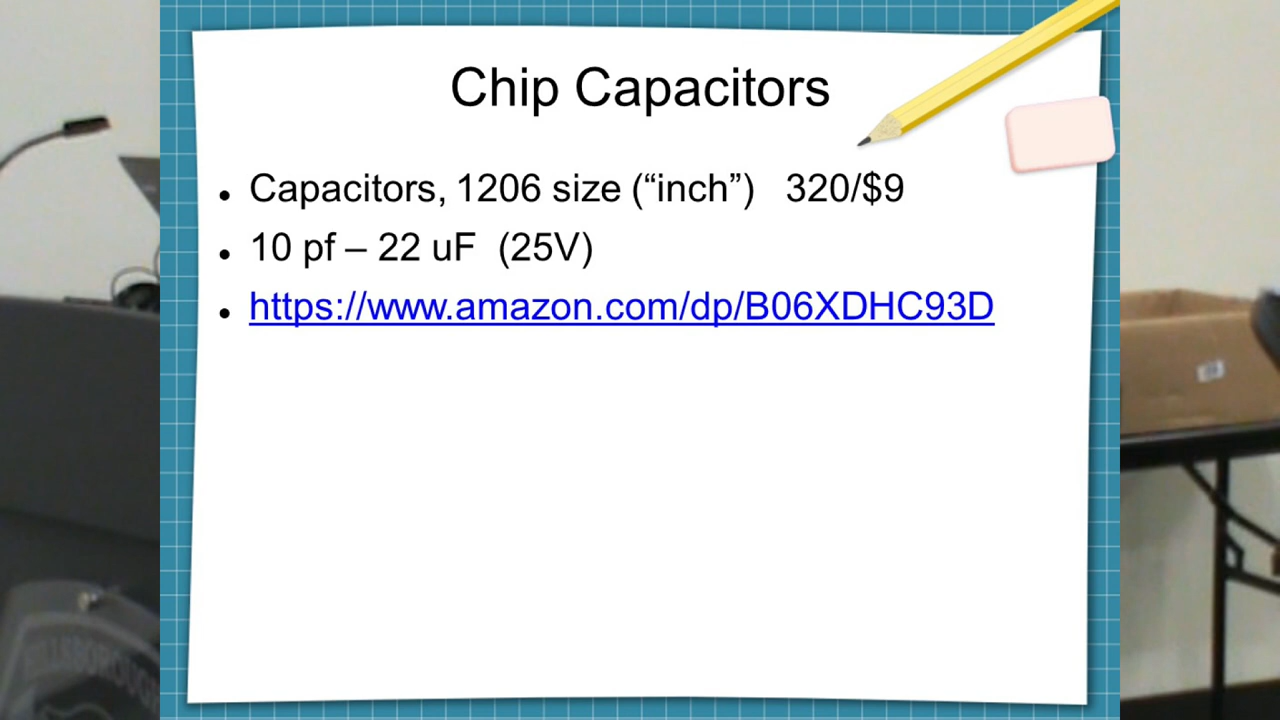 Chip Capacitors
Capacitors, 1206 size (“inch”) 320/$9
10 pf – 22 uF (25V)
https://www.amazon.com/dp/B06XDHC93D